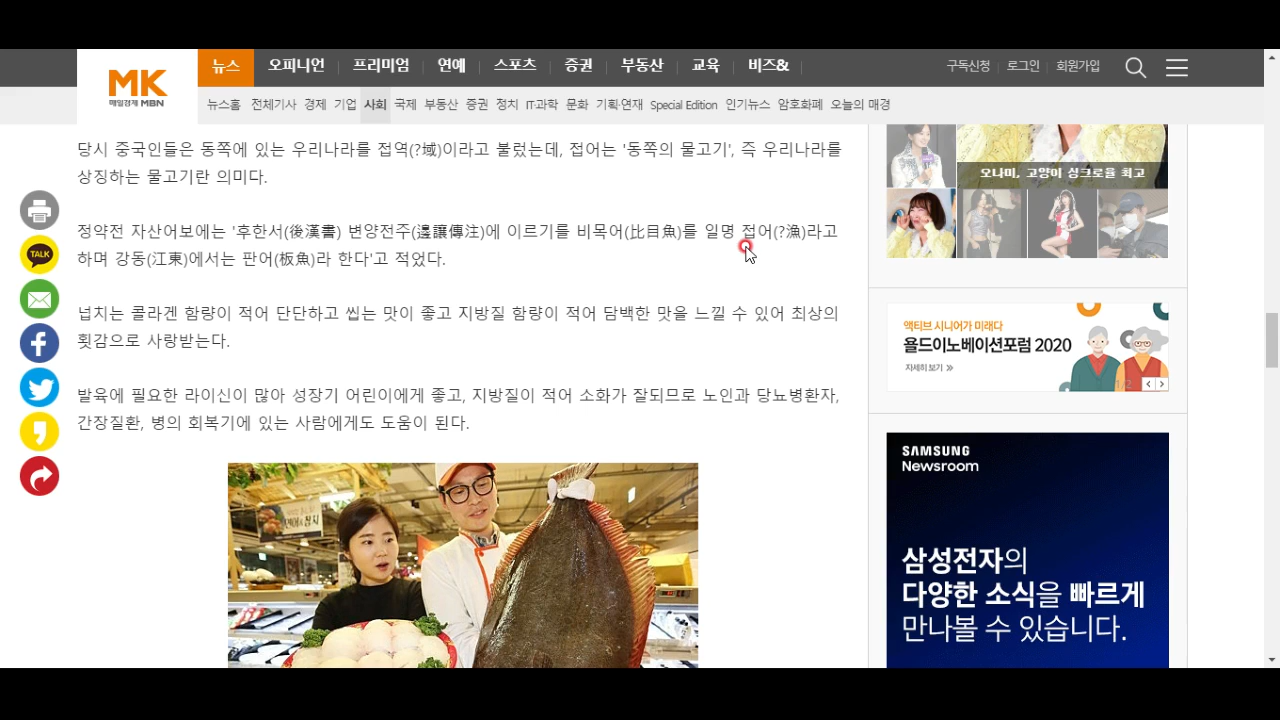 MK
매일경제 MBN
뉴스 오피니언 프리미엄 연예 스포츠 증권 부동산 교육 비즈&
구독신청 로그인 회원가입
뉴스홈 전체기사 경제 기업 사회 국제 부동산 증권 정치 IT·과학 문화 기획·연재 Special Edition 인기뉴스 암호화폐 오늘의 매경
당시 중국인들은 동쪽에 있는 우리나라를 접역(?域)이라고 불렀는데, 접어는 '동쪽의 물고기', 즉 우리나라를
상징하는 물고기란 의미다.
정약전 자산어보에는 '후한서(後漢書) 변양전주(邊讓傳注)에 이르기를 비목어(比目魚)를 일명 접어(?漁)라고
하며 강동(江東)에서는 판어(板魚)라 한다'고 적었다.
넙치는 콜라겐 함량이 적어 단단하고 씹는 맛이 좋고 지방질 함량이 적어 담백한 맛을 느낄 수 있어 최상의
횟감으로 사랑받는다.
발육에 필요한 라이신이 많아 성장기 어린이에게 좋고, 지방질이 적어 소화가 잘되므로 노인과 당뇨병환자,
간장질환, 병의 회복기에 있는 사람에게도 도움이 된다.
TALK
오나미, 고양이 싱크로율 최고
액티브 시니어가 미래다
욜드이노베이션포럼 2020
자세히 보기
1/2
SAMSUNG
Newsroom
삼성전자의
다양한 소식을 빠르게
만나볼 수 있습니다.